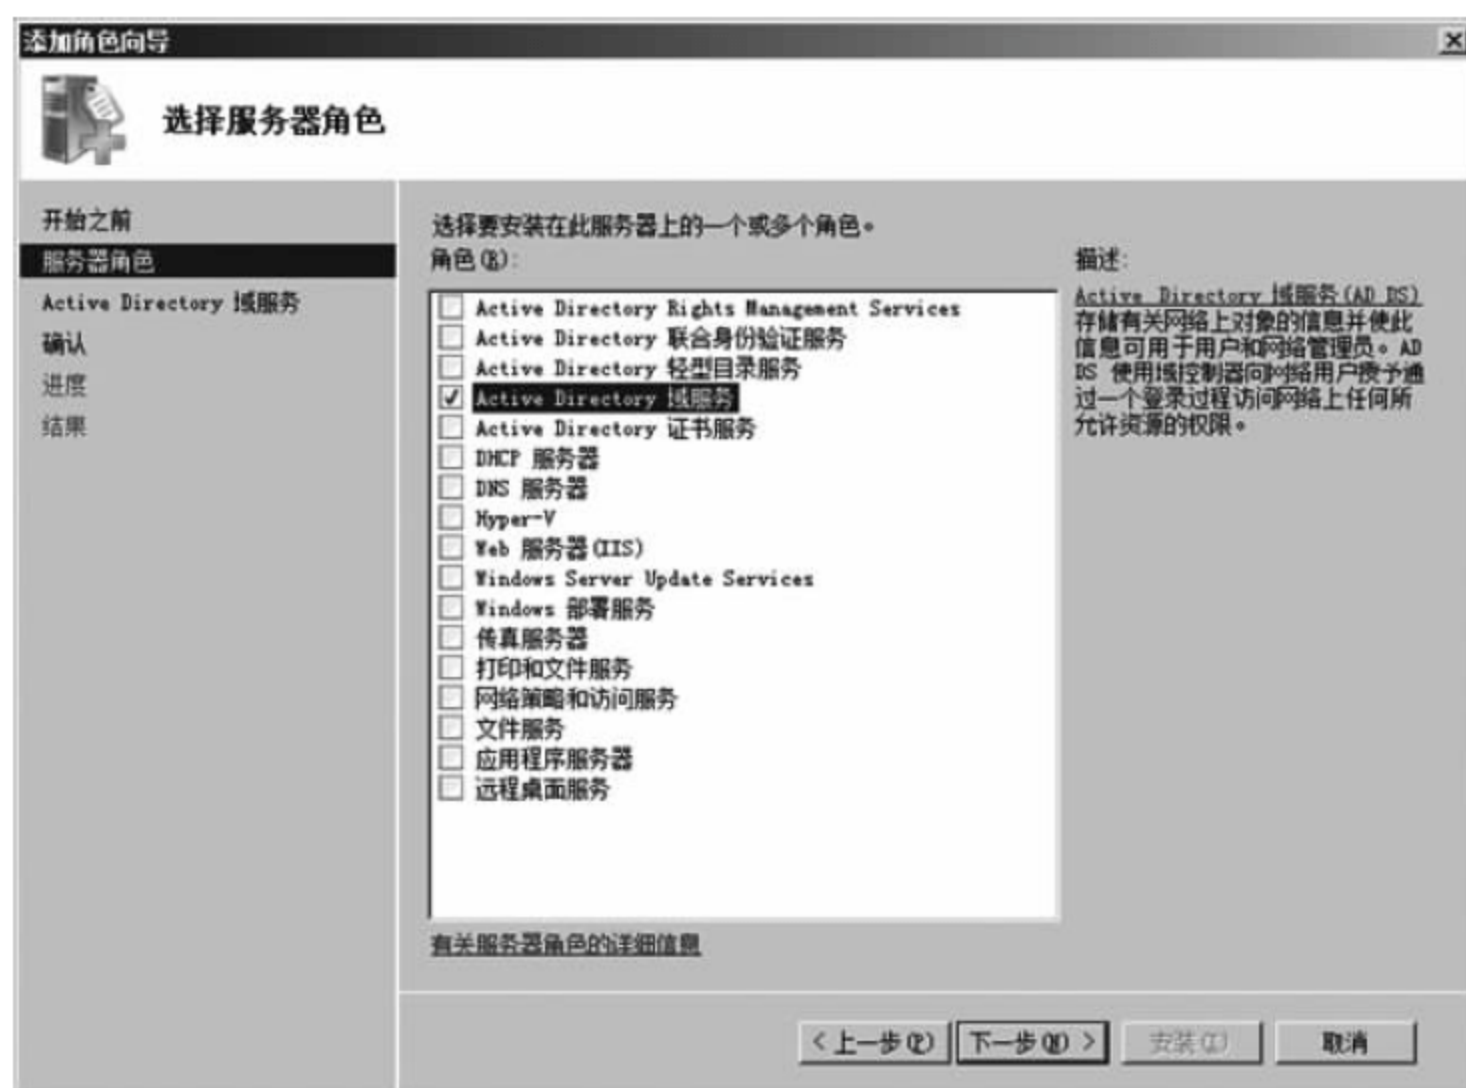 添加角色向导
选择服务器角色
开始之前
服务器角色
Active Directory 域服务
确认
进度
结果
选择要安装在此服务器上的一个或多个角色。
角色(R):
Active Directory Rights Management Services
Active Directory 联合身份验证服务
Active Directory 轻型目录服务
Active Directory 域服务
Active Directory 证书服务
DHCP 服务器
DNS 服务器
Hyper-V
Web 服务器(IIS)
Windows Server Update Services
Windows 部署服务
传真服务器
打印和文件服务
网络策略和访问服务
文件服务
应用程序服务器
远程桌面服务
有关服务器角色的详细信息
描述:
Active Directory 域服务(AD DS)
存储有关网络上对象的信息并使此
信息可用于用户和网络管理员。AD
DS 使用域控制器向网络用户授予通
过一个登录过程访问网络上任何所
允许资源的权限。
< 上一步(P)
下一步(N) >
安装(I)
取消